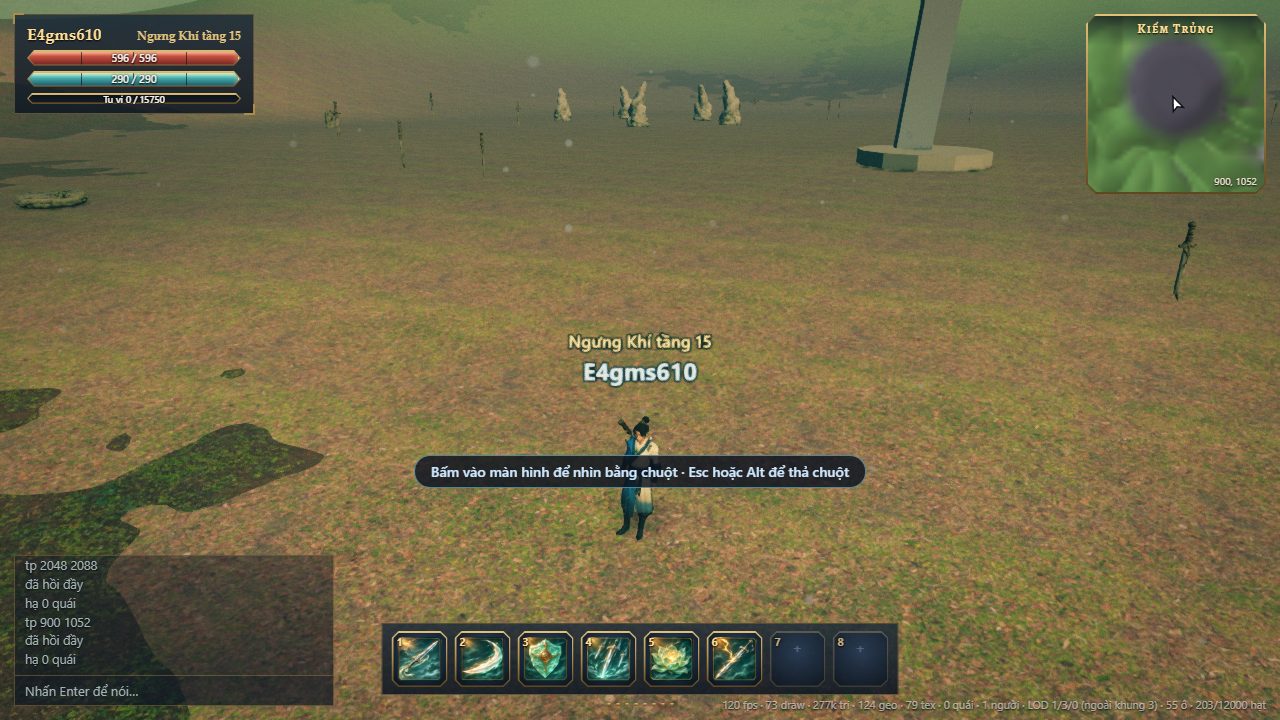 E4gms610 Ngưng Khí tầng 15
596 / 596
290 / 290
Tu vi 0 / 15750
KIẾM TRỦNG
900, 1052
Ngưng Khí tầng 15
E4gms610
Bấm vào màn hình để nhìn bằng chuột · Esc hoặc Alt để thả chuột
tp 2048 2088
đã hồi đầy
hạ 0 quái
tp 900 1052
đã hồi đầy
hạ 0 quái
Nhấn Enter để nói...
1 2 3 4 5 6 7 8
120 fps · 73 draw · 277k tri · 124 geo · 79 tex · 0 quái · 1 người · LOD 1/3/0 (ngoài khung 3) · 55 ô · 203/12000 hạt